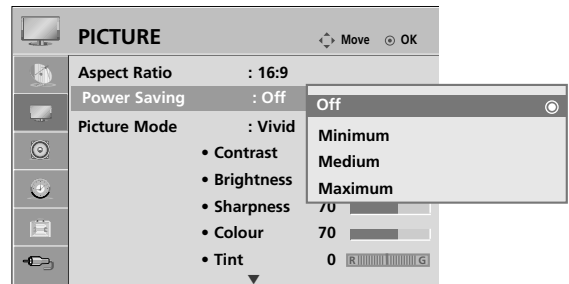 PICTURE
Move OK
Aspect Ratio : 16:9
Power Saving : Off
Picture Mode : Vivid
• Contrast
• Brightness
• Sharpness 70
• Colour 70
• Tint 0 R G
Off
Minimum
Medium
Maximum